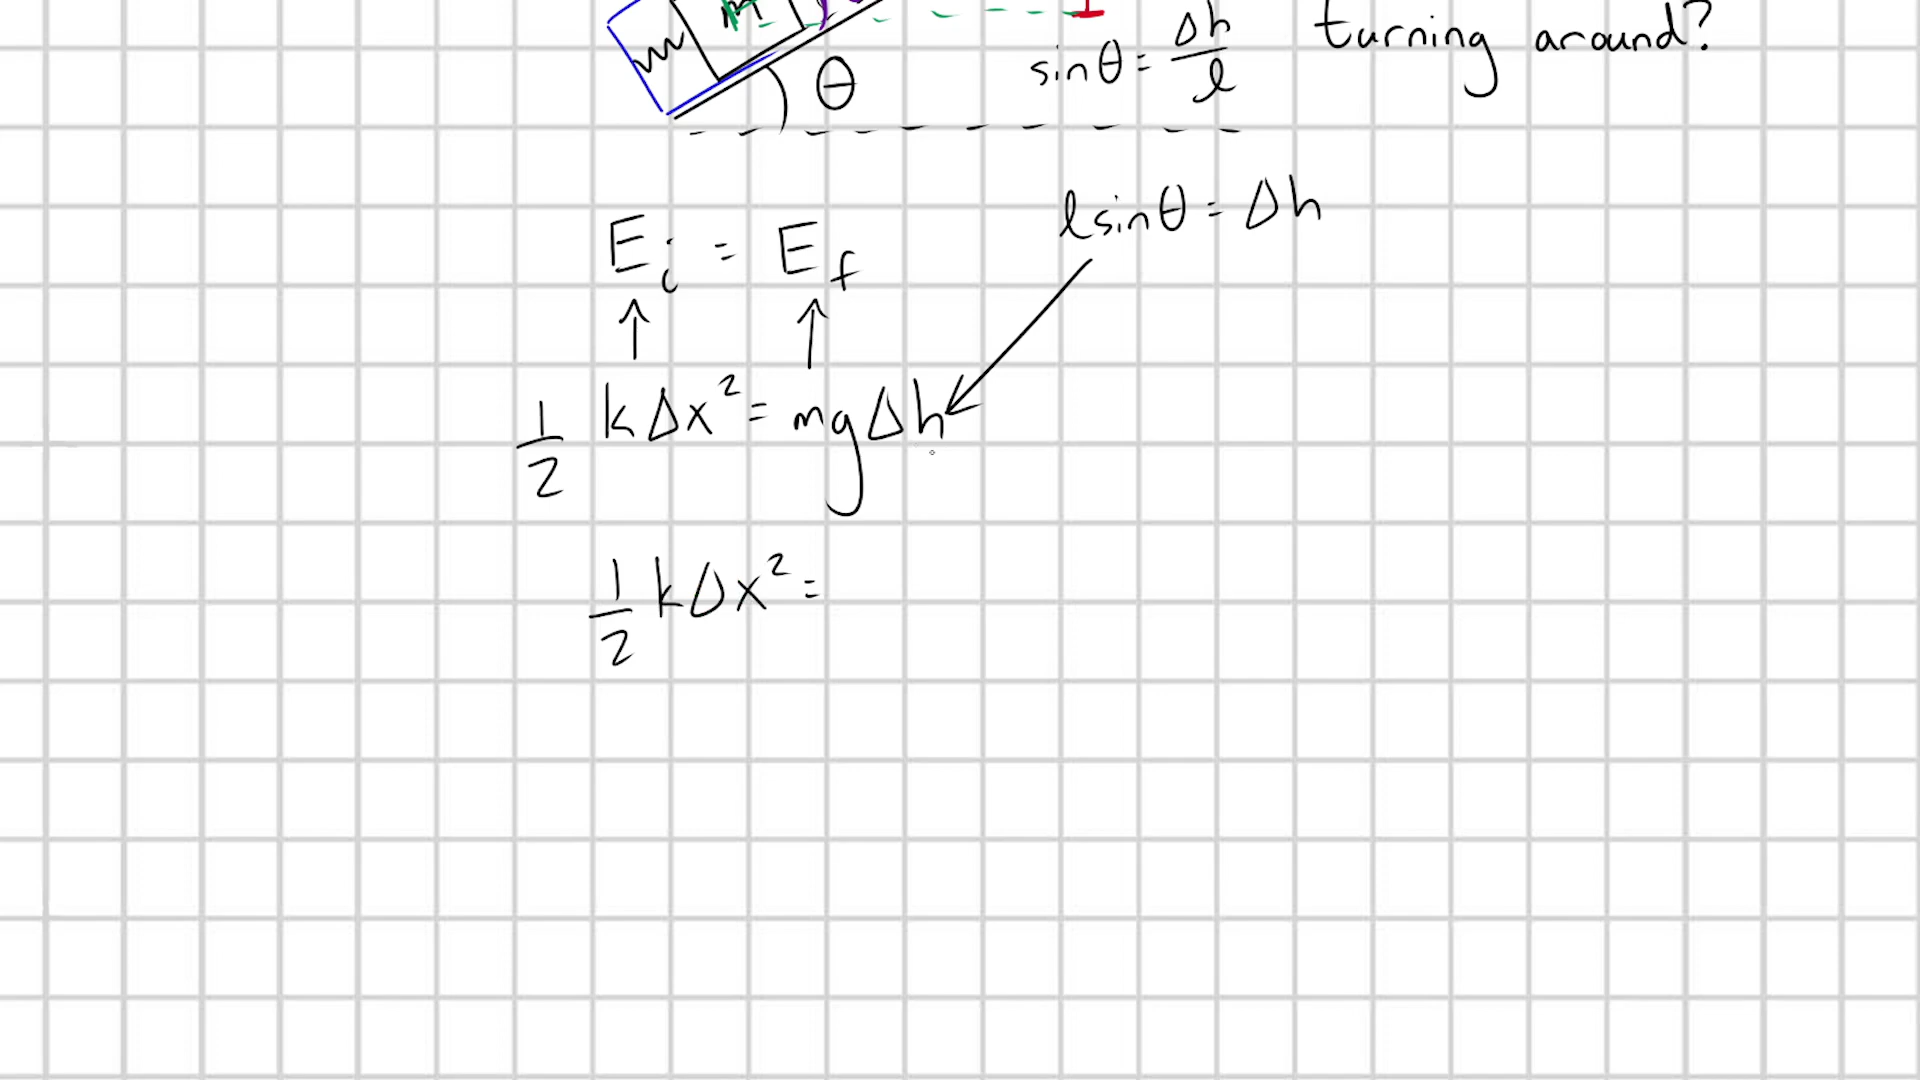 turning around?
sinθ = Δh/l
θ
l sinθ = Δh
E_i = E_f
1/2 kΔx² = mgΔh
1/2 kΔx² =